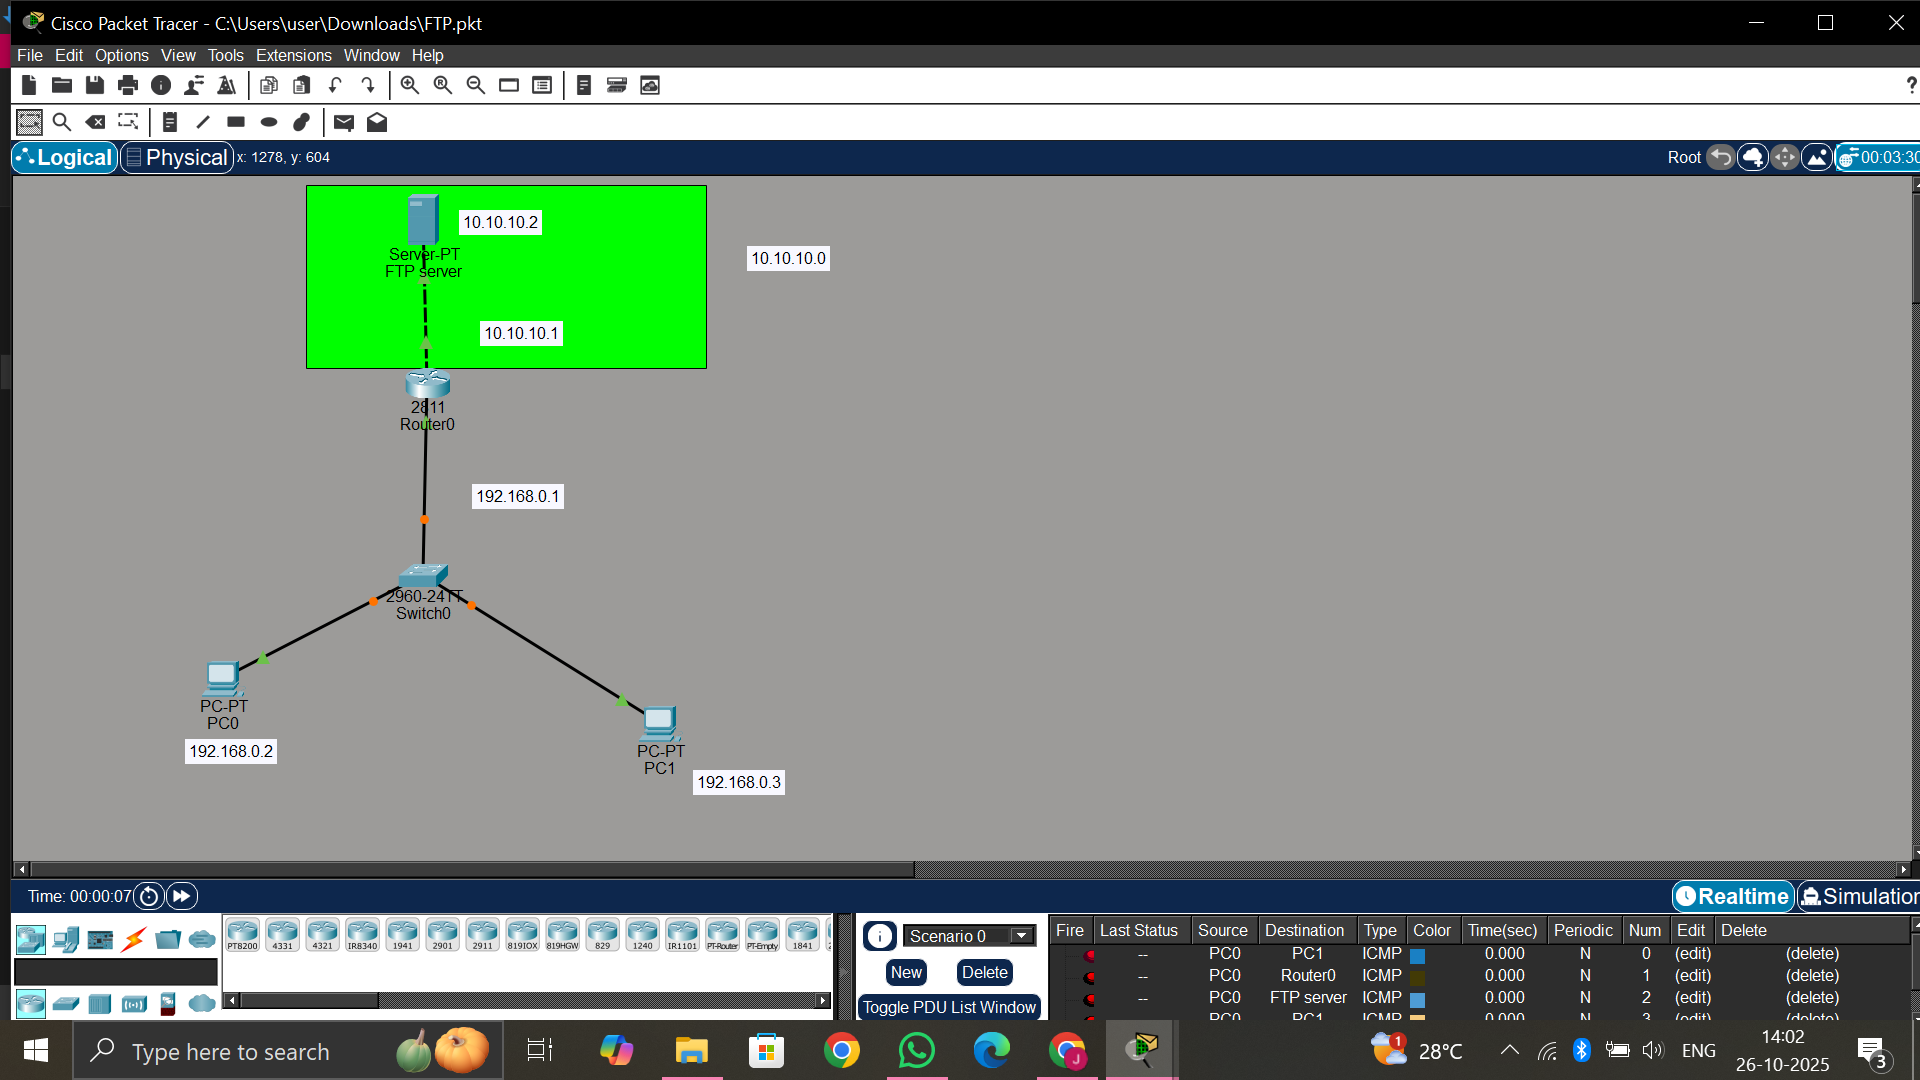 Cisco Packet Tracer - C:\Users\user\Downloads\FTP.pkt
File Edit Options View Tools Extensions Window Help
?
Logical Physical x: 1278, y: 604 Root 00:03:30
10.10.10.2
Server-PT
FTP server
10.10.10.0
10.10.10.1
2811
Router0
192.168.0.1
2960-24TT
Switch0
PC-PT
PC0
192.168.0.2
PC-PT
PC1
192.168.0.3
Time: 00:00:07 Realtime Simulation
PT8200 4331 4321 IR8340 1941 2901 2911 819IOX 819HGW 829 1240 IR1101 PT-Router PT-Empty 1841
Scenario 0
New Delete
Toggle PDU List Window
Fire Last Status Source Destination Type Color Time(sec) Periodic Num Edit Delete
-- PC0 PC1 ICMP 0.000 N 0 (edit) (delete)
-- PC0 Router0 ICMP 0.000 N 1 (edit) (delete)
-- PC0 FTP server ICMP 0.000 N 2 (edit) (delete)
-- PC0 PC1 ICMP 0.000 N 3 (edit) (delete)
Type here to search
1 28°C ENG 14:02
26-10-2025
3